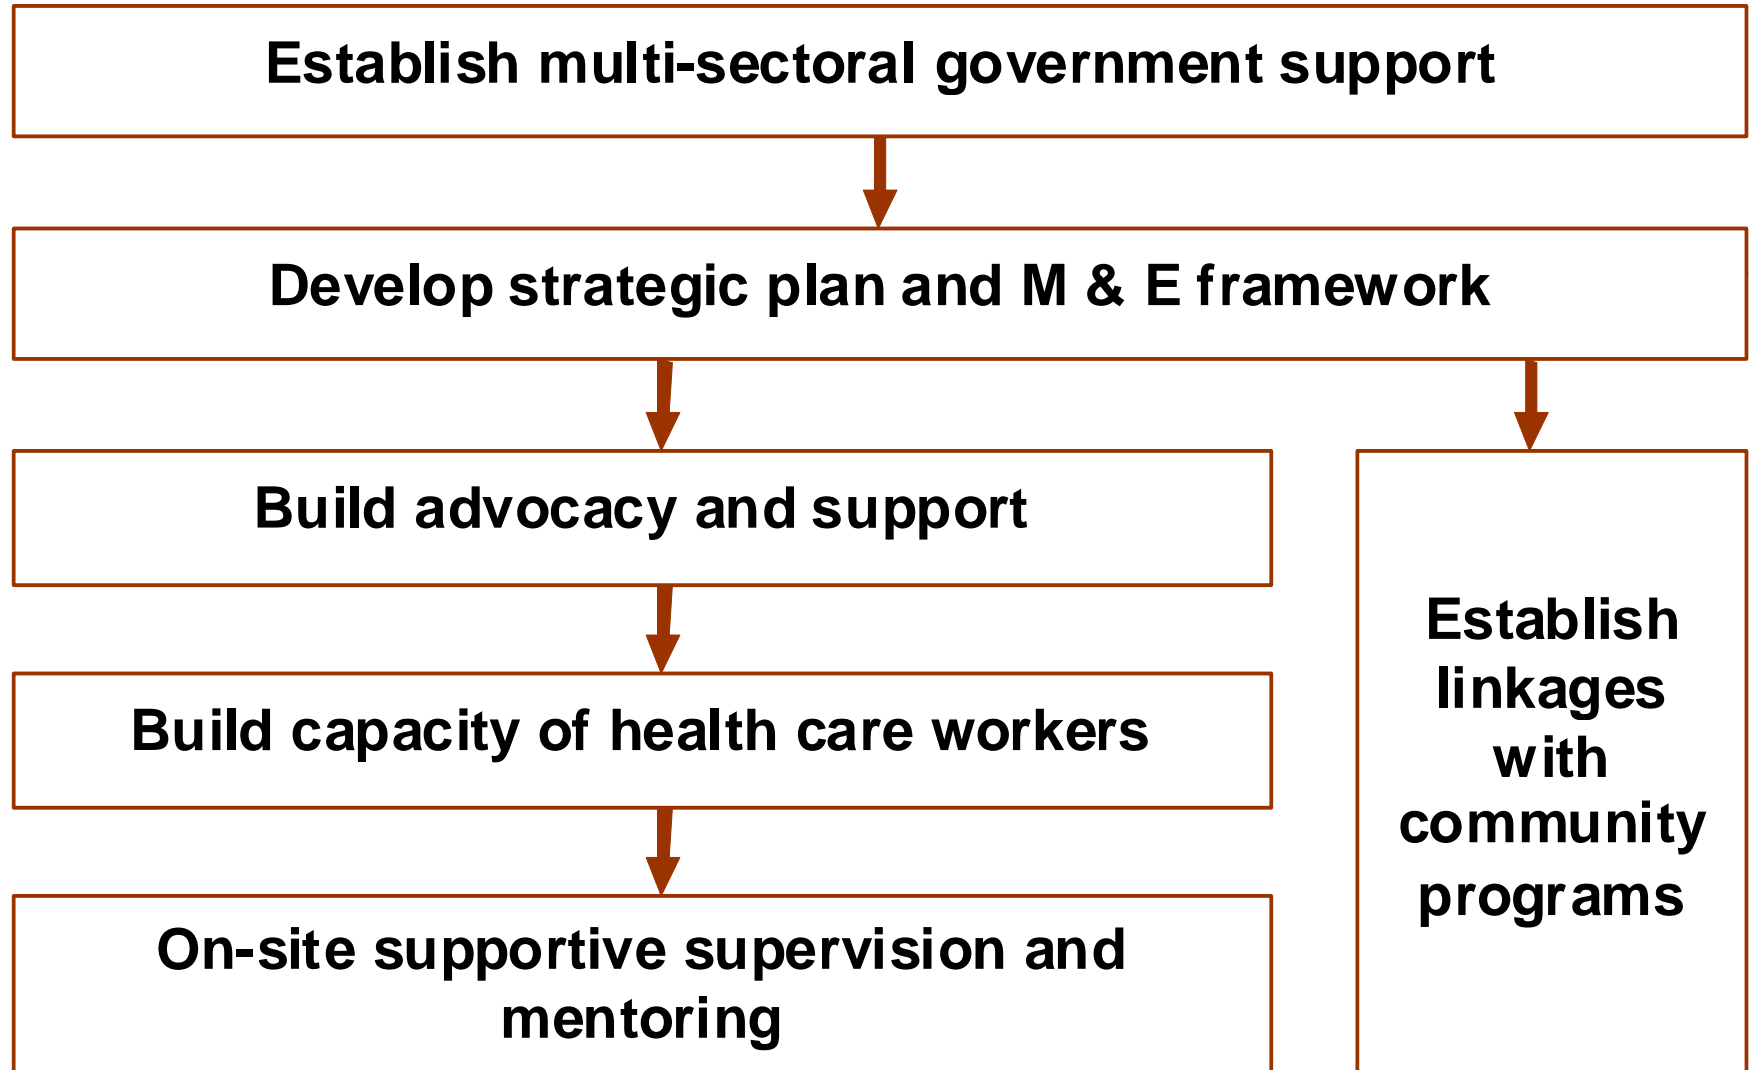 Establish multi-sectoral government support
Develop strategic plan and M & E framework
Build advocacy and support
Build capacity of health care workers
On-site supportive supervision and
mentoring
Establish
linkages
with
community
programs